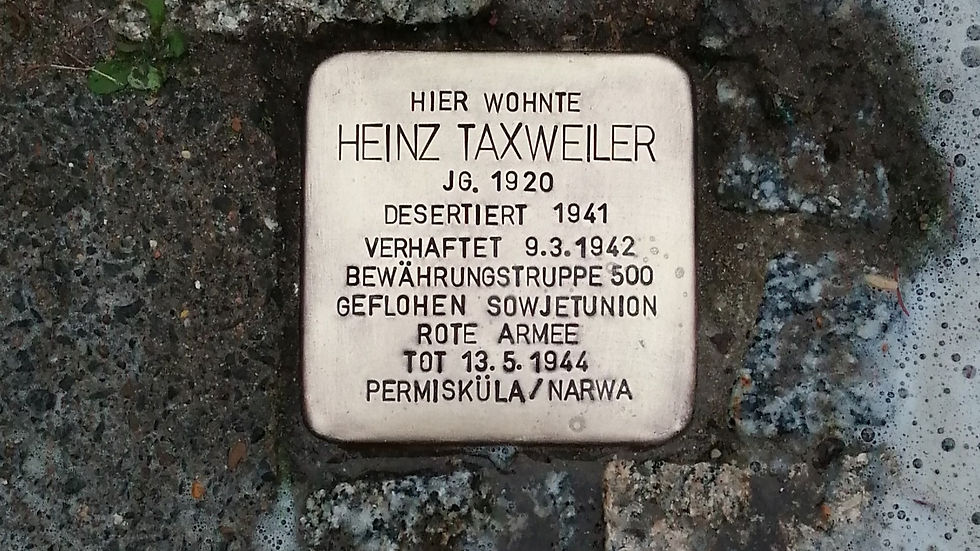 HIER WOHNTE
HEINZ TAXWEILER
JG. 1920
DESERTIERT 1941
VERHAFTET 9.3.1942
BEWÄHRUNGSTRUPPE 500
GEFLOHEN SOWJETUNION
ROTE ARMEE
TOT 13.5.1944
PERMISKÜLA/NARWA